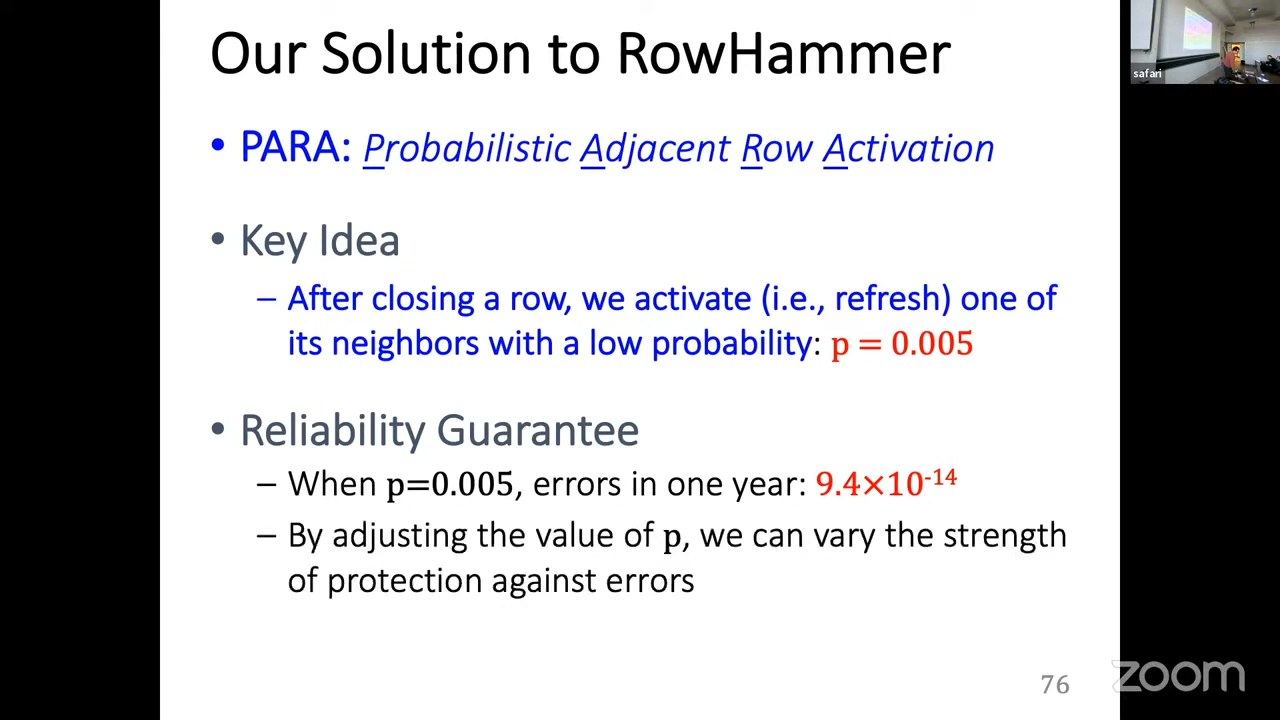 Our Solution to RowHammer
safari
• PARA: Probabilistic Adjacent Row Activation
• Key Idea
– After closing a row, we activate (i.e., refresh) one of
its neighbors with a low probability: p = 0.005
• Reliability Guarantee
– When p=0.005, errors in one year: 9.4×10⁻¹⁴
– By adjusting the value of p, we can vary the strength
of protection against errors
76
zoom